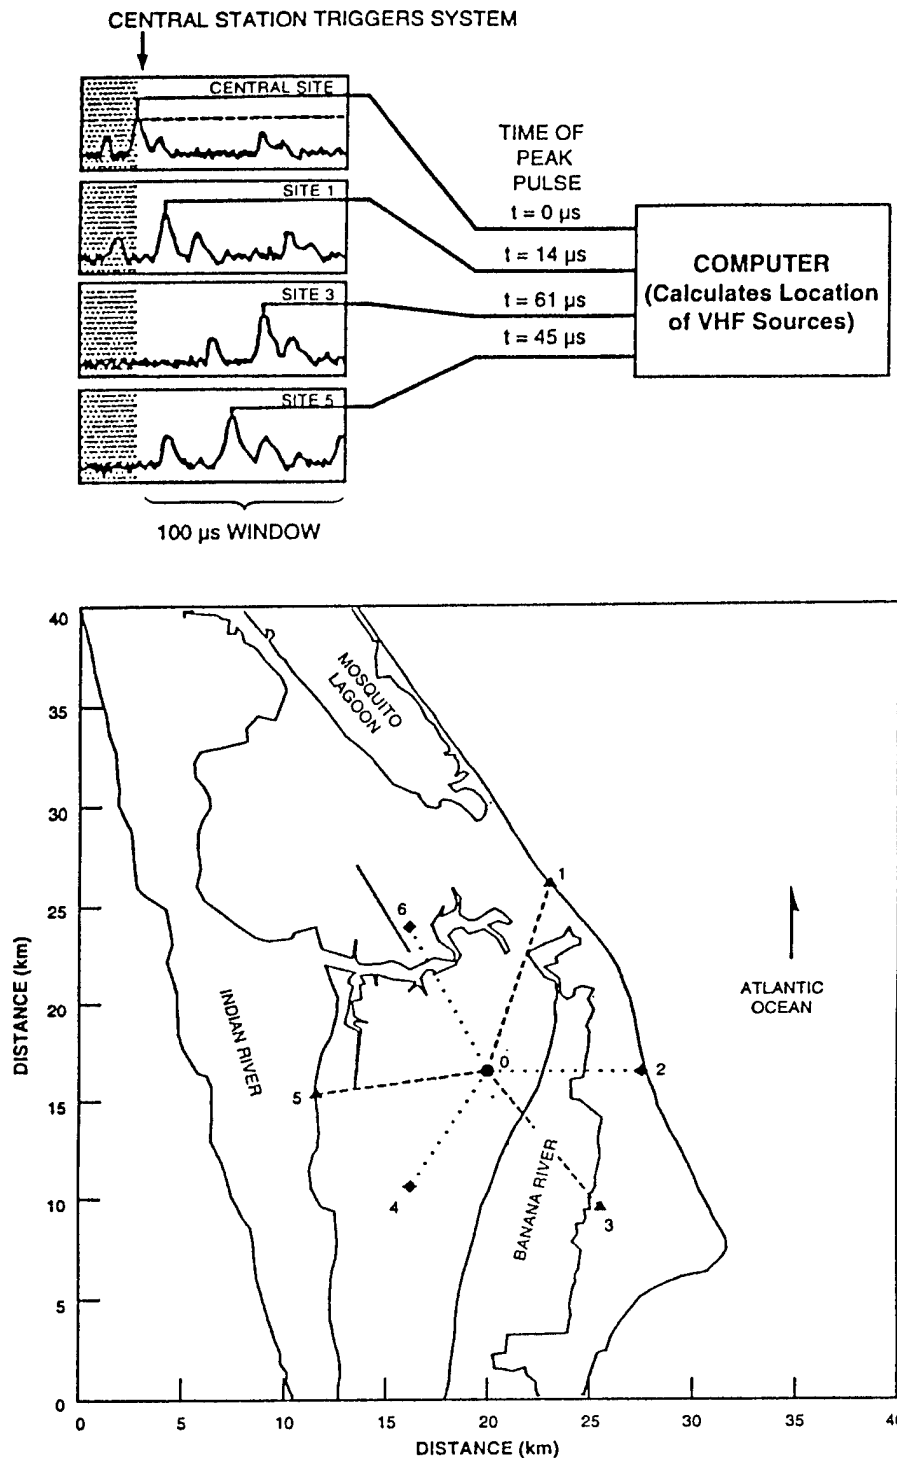 CENTRAL STATION TRIGGERS SYSTEM
CENTRAL SITE
SITE 1
SITE 3
SITE 5
100 µs WINDOW
TIME OF
PEAK
PULSE
t = 0 µs
t = 14 µs
t = 61 µs
t = 45 µs
COMPUTER
(Calculates Location
of VHF Sources)
40
35
30
25
20
15
10
5
0
DISTANCE (km)
MOSQUITO
LAGOON
INDIAN RIVER
BANANA RIVER
ATLANTIC
OCEAN
1
6
0
2
5
4
3
0
5
10
15
20
25
30
35
40
DISTANCE (km)